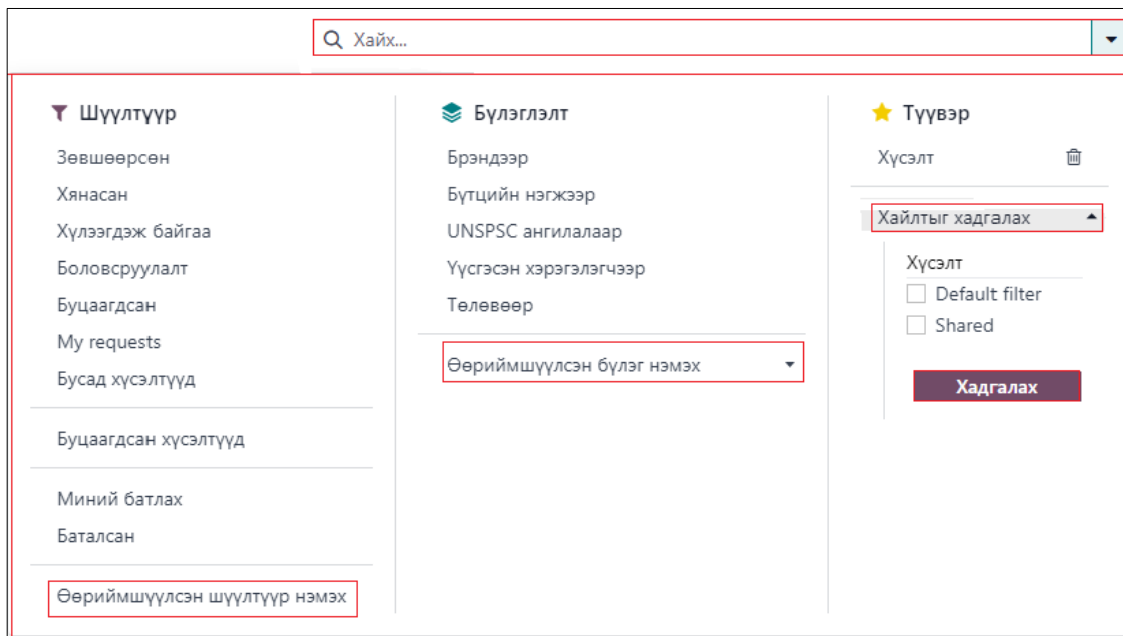 Хайх...
Шүүлтүүр
Зөвшөөрсөн
Хянасан
Хүлээгдэж байгаа
Боловсруулалт
Буцаагдсан
My requests
Бусад хүсэлтүүд
Буцаагдсан хүсэлтүүд
Миний батлах
Баталсан
Өөриймшүүлсэн шүүлтүүр нэмэх
Бүлэглэлт
Брэндээр
Бүтцийн нэгжээр
UNSPSC ангилалаар
Үүсгэсэн хэрэгэлэгчээр
Төлөвөөр
Өөриймшүүлсэн бүлэг нэмэх
Түүвэр
Хүсэлт
Хайлтыг хадгалах
Хүсэлт
Default filter
Shared
Хадгалах